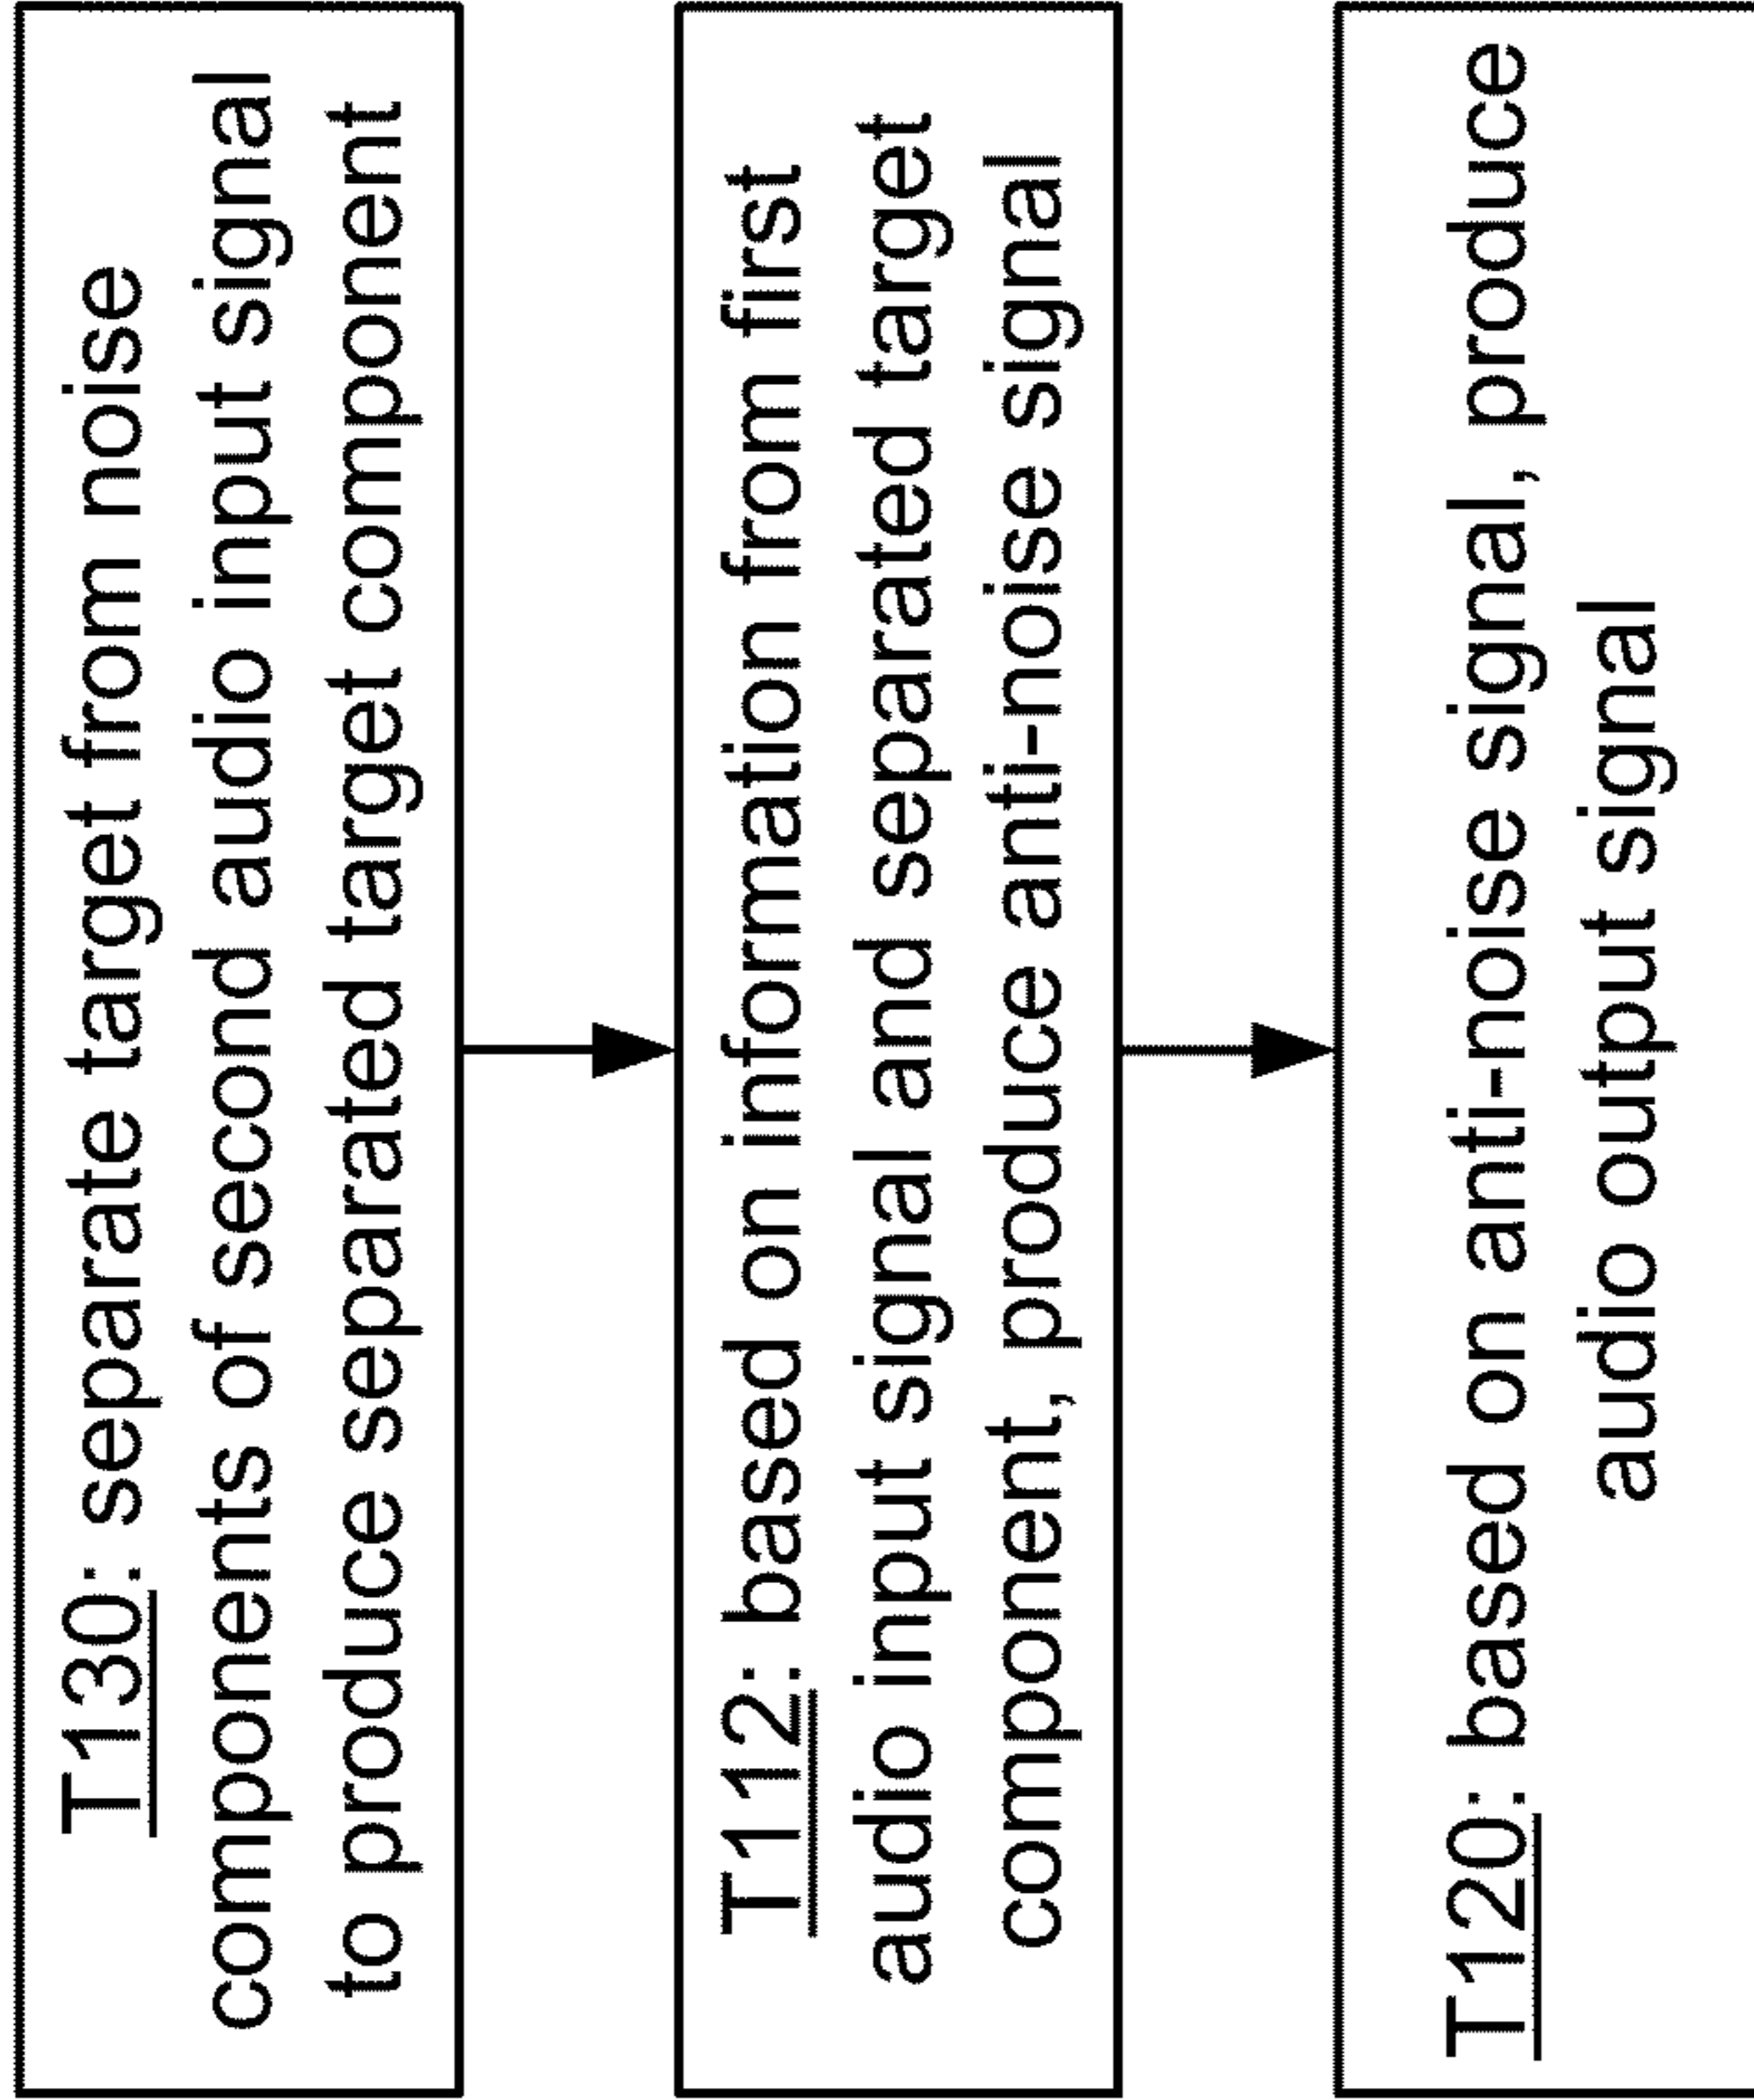 T130: separate target from noise
components of second audio input signal
to produce separated target component
T112: based on information from first
audio input signal and separated target
component, produce anti-noise signal
T120: based on anti-noise signal, produce
audio output signal